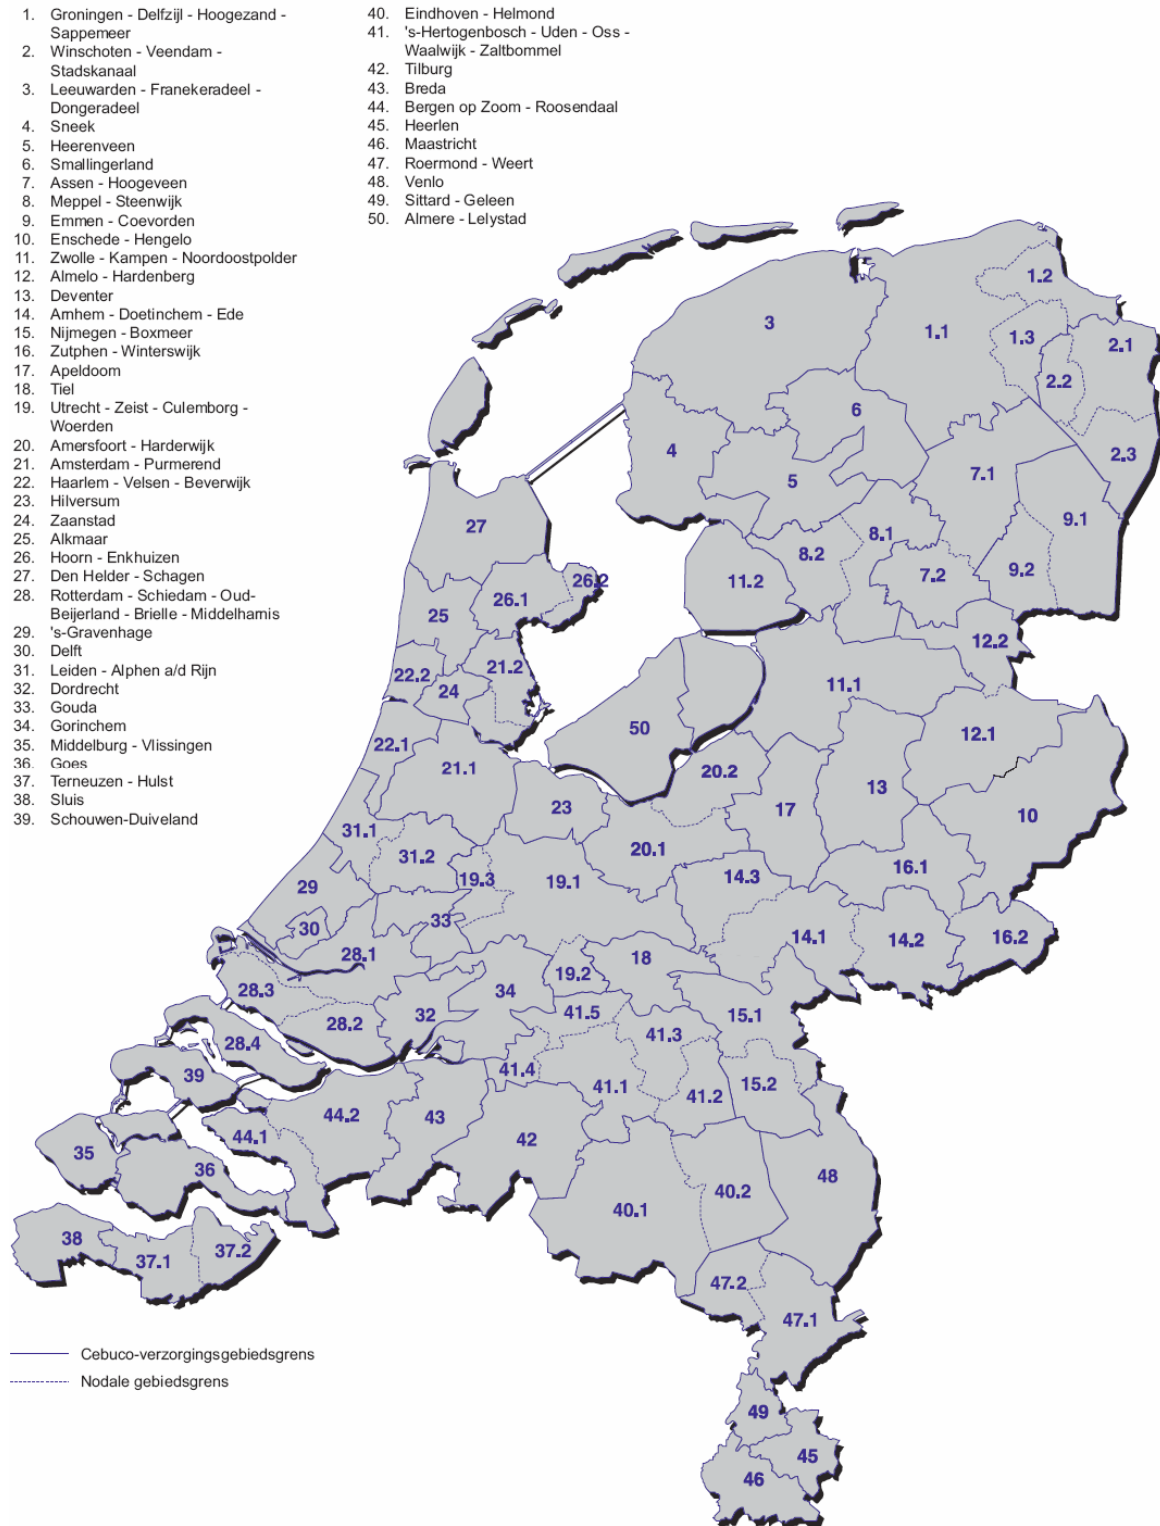 1. Groningen - Delfzijl - Hoogezand -
Sappemeer
2. Winschoten - Veendam -
Stadskanaal
3. Leeuwarden - Franekeradeel -
Dongeradeel
4. Sneek
5. Heerenveen
6. Smallingerland
7. Assen - Hoogeveen
8. Meppel - Steenwijk
9. Emmen - Coevorden
10. Enschede - Hengelo
11. Zwolle - Kampen - Noordoostpolder
12. Almelo - Hardenberg
13. Deventer
14. Arnhem - Doetinchem - Ede
15. Nijmegen - Boxmeer
16. Zutphen - Winterswijk
17. Apeldoorn
18. Tiel
19. Utrecht - Zeist - Culemborg -
Woerden
20. Amersfoort - Harderwijk
21. Amsterdam - Purmerend
22. Haarlem - Velsen - Beverwijk
23. Hilversum
24. Zaanstad
25. Alkmaar
26. Hoorn - Enkhuizen
27. Den Helder - Schagen
28. Rotterdam - Schiedam - Oud-
Beijerland - Brielle - Middelharnis
29. 's-Gravenhage
30. Delft
31. Leiden - Alphen a/d Rijn
32. Dordrecht
33. Gouda
34. Gorinchem
35. Middelburg - Vlissingen
36. Goes
37. Terneuzen - Hulst
38. Sluis
39. Schouwen-Duiveland
40. Eindhoven - Helmond
41. 's-Hertogenbosch - Uden - Oss -
Waalwijk - Zaltbommel
42. Tilburg
43. Breda
44. Bergen op Zoom - Roosendaal
45. Heerlen
46. Maastricht
47. Roermond - Weert
48. Venlo
49. Sittard - Geleen
50. Almere - Lelystad
1.2
3
1.1
1.3
2.1
2.2
6
4
2.3
5
7.1
27
9.1
8.1
8.2
7.2
9.2
11.2
26.2
26.1
25
12.2
21.2
22.2
24
11.1
50
12.1
22.1
21.1
20.2
13
23
17
10
31.1
20.1
31.2
16.1
19.3
19.1
14.3
29
33
30
14.1
14.2
16.2
28.1
18
19.2
28.3
34
41.5
15.1
28.2
32
41.3
28.4
41.4
39
41.1
15.2
41.2
44.2
43
44.1
42
35
36
48
40.2
40.1
38
37.2
37.1
47.2
47.1
Cebuco-verzorgingsgebiedsgrens
Nodale gebiedsgrens
49
45
46